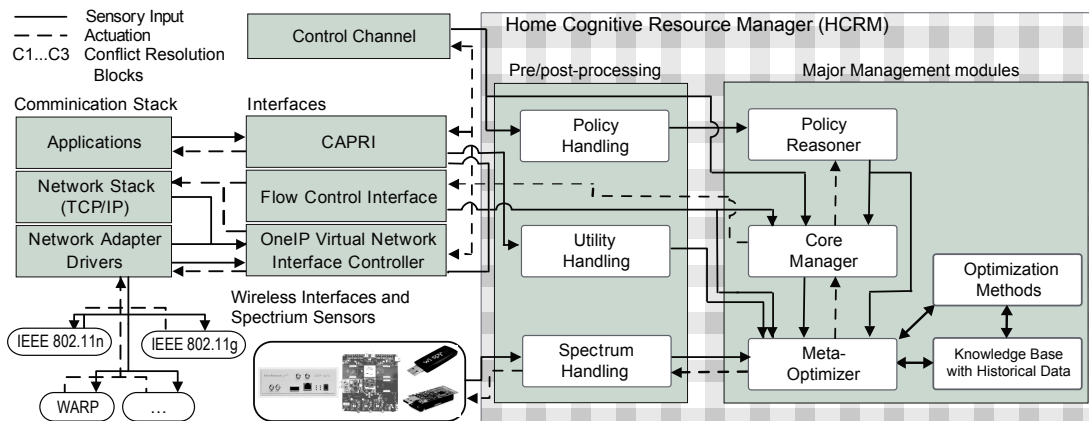 Sensory Input
Actuation
C1...C3 Conflict Resolution
Blocks
Control Channel
Home Cognitive Resource Manager (HCRM)
Pre/post-processing
Major Management modules
Comminication Stack
Interfaces
Applications
CAPRI
Policy
Handling
Policy
Reasoner
Network Stack
(TCP/IP)
Flow Control Interface
Network Adapter
Drivers
OneIP Virtual Network
Interface Controller
Utility
Handling
Core
Manager
Optimization
Methods
Wireless Interfaces and
Spectrium Sensors
IEEE 802.11n
IEEE 802.11g
Spectrum
Handling
Meta-
Optimizer
Knowledge Base
with Historical Data
WARP
...